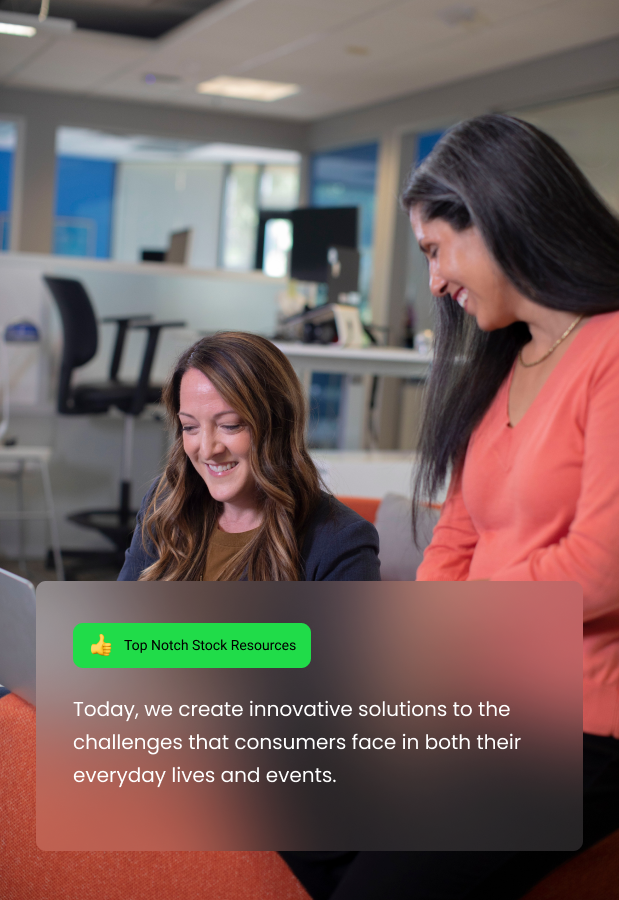 👍 Top Notch Stock Resources
Today, we create innovative solutions to the
challenges that consumers face in both their
everyday lives and events.